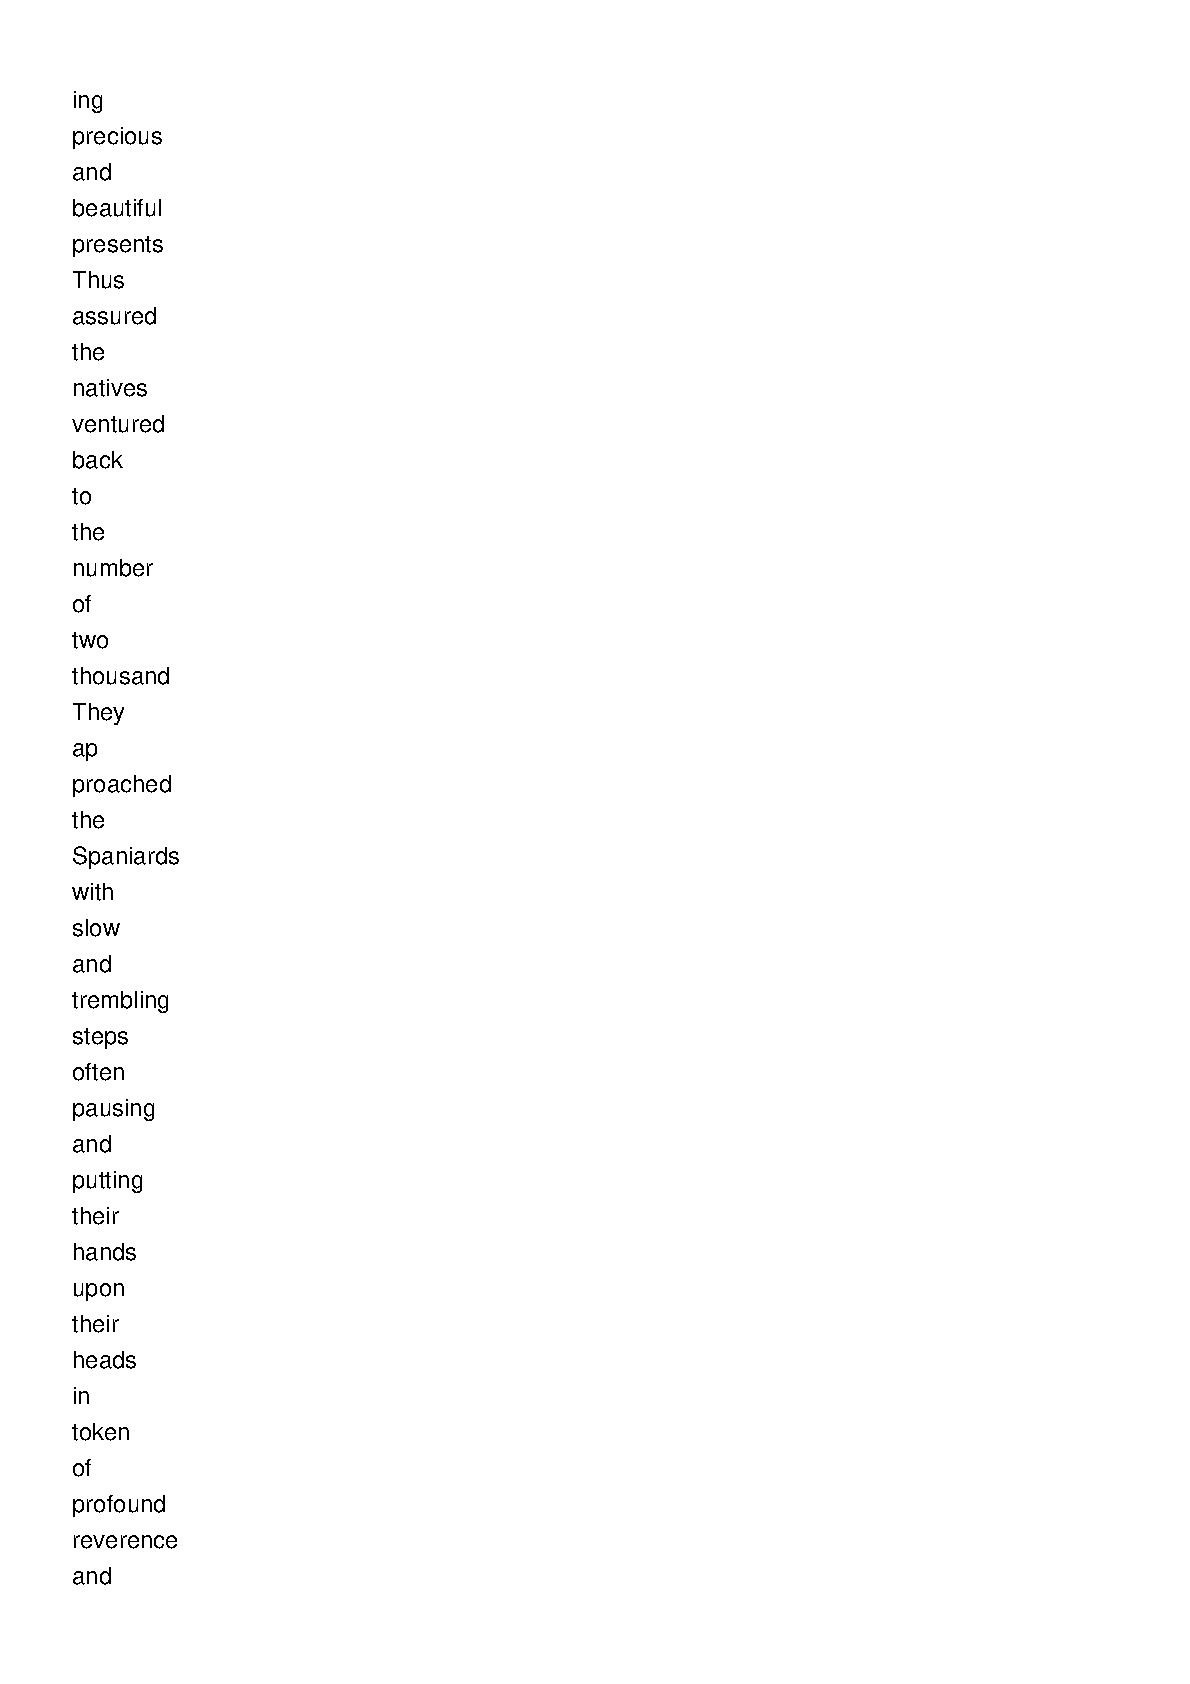 ing
precious
and
beautiful
presents
Thus
assured
the
natives
ventured
back
to
the
number
of
two
thousand
They
ap
proached
the
Spaniards
with
slow
and
trembling
steps
often
pausing
and
putting
their
hands
upon
their
heads
in
token
of
profound
reverence
and